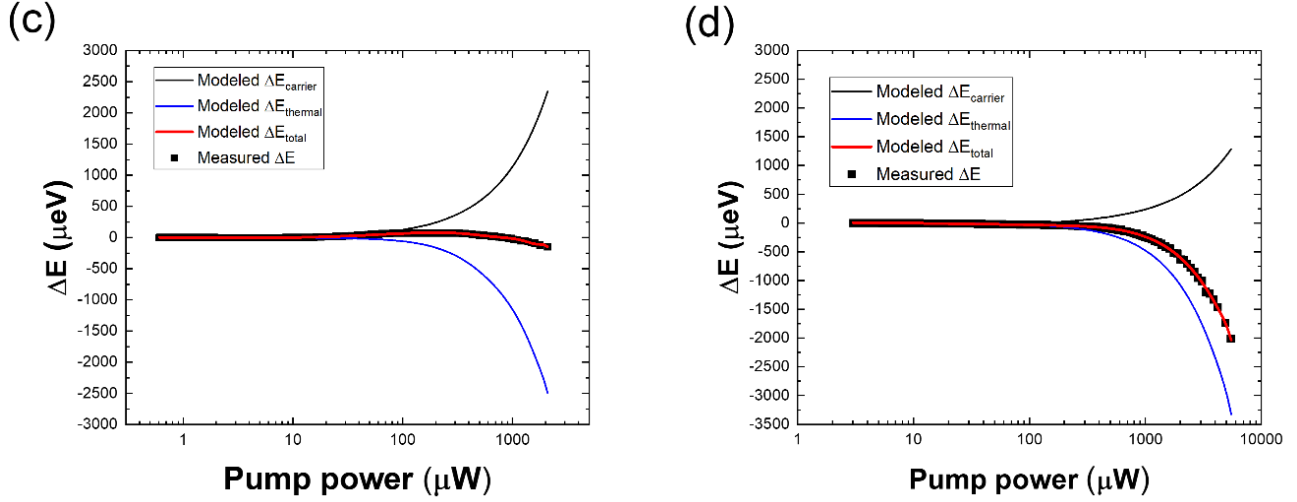 (c)
3000
2500
2000
1500
1000
500
0
-500
-1000
-1500
-2000
-2500
-3000
ΔE (μeV)
Modeled ΔEcarrier
Modeled ΔEthermal
Modeled ΔEtotal
Measured ΔE
1 10 100 1000
Pump power (μW)
(d)
3000
2500
2000
1500
1000
500
0
-500
-1000
-1500
-2000
-2500
-3000
-3500
ΔE (μeV)
Modeled ΔEcarrier
Modeled ΔEthermal
Modeled ΔEtotal
Measured ΔE
1 10 100 1000 10000
Pump power (μW)